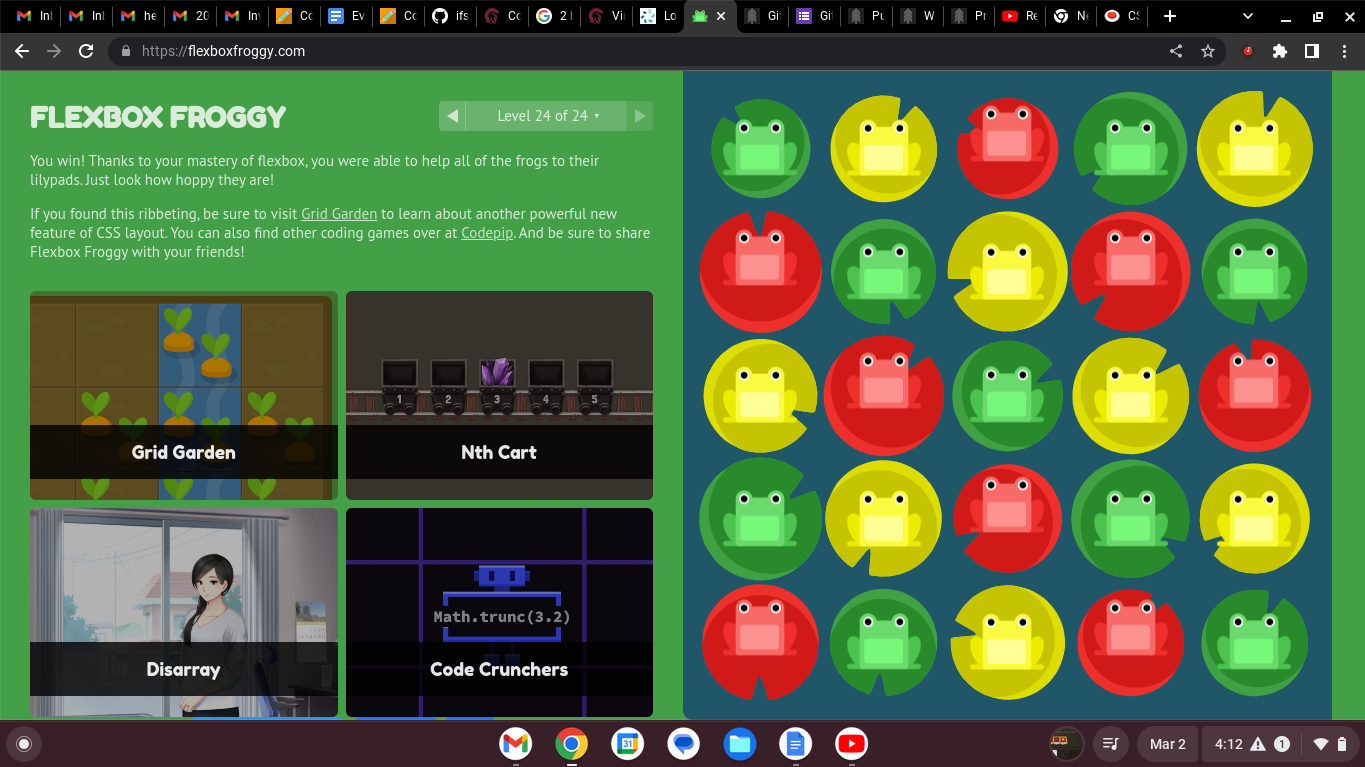 Inl
Inl
he
20
Inv
Co
Ev
Co
ifs
Co
2 l
Vi
Lo
Gi
Gi
Pu
W
Pr
Re
Ne
CS
https://flexboxfroggy.com
FLEXBOX FROGGY
Level 24 of 24
You win! Thanks to your mastery of flexbox, you were able to help all of the frogs to their
lilypads. Just look how hoppy they are!
If you found this ribbeting, be sure to visit Grid Garden to learn about another powerful new
feature of CSS layout. You can also find other coding games over at Codepip. And be sure to share
Flexbox Froggy with your friends!
1 2 3 4 5
Grid Garden
Nth Cart
Math.trunc(3.2)
Disarray
Code Crunchers
31
Mar 2
4:12
1